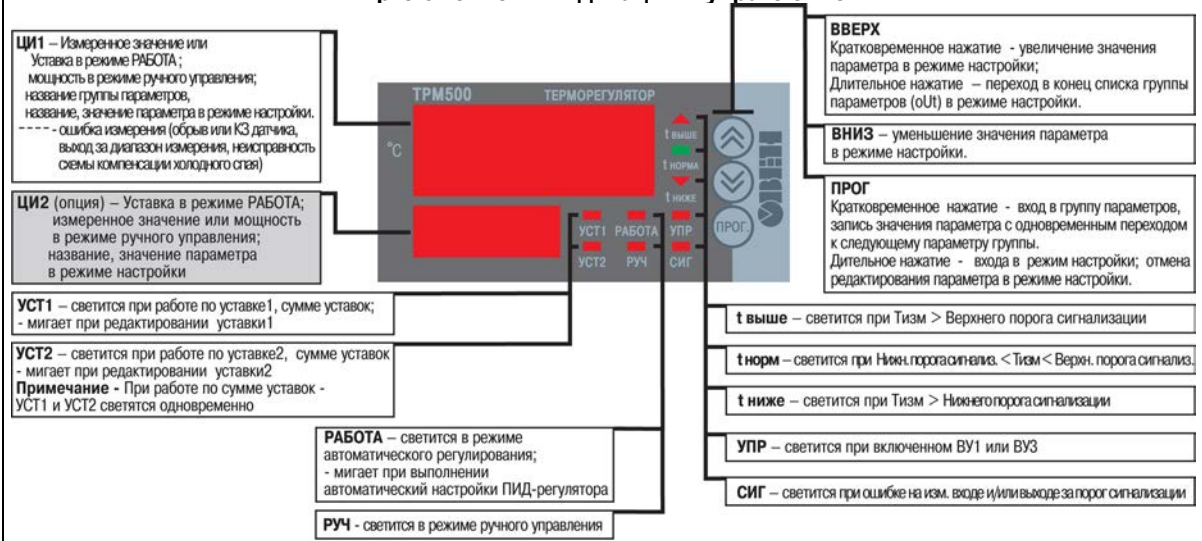 ЦИ1 – Измеренное значение или
Уставка в режиме РАБОТА ;
мощность в режиме ручного управления;
название группы параметров,
название, значение параметра в режиме настройки.
- - - - - ошибка измерения (обрыв или КЗ датчика,
выход за диапазон измерения, неисправность
схемы компенсации холодного спая)
ЦИ2 (опция) – Уставка в режиме РАБОТА;
измеренное значение или мощность
в режиме ручного управления;
название, значение параметра
в режиме настройки
УСТ1 – светится при работе по уставке1, сумме уставок;
- мигает при редактировании уставки1
УСТ2 – светится при работе по уставке2, сумме уставок
- мигает при редактировании уставки2
Примечание - При работе по сумме уставок -
УСТ1 и УСТ2 светятся одновременно
РАБОТА – светится в режиме
автоматического регулирования;
- мигает при выполнении
автоматический настройки ПИД-регулятора
РУЧ - светится в режиме ручного управления
ТРМ500 ТЕРМОРЕГУЛЯТОР
°C
t выше
t норма
t ниже
УСТ1 РАБОТА УПР
УСТ2 РУЧ СИГ
ПРОГ.
ОВЕН
ВВЕРХ
Кратковременное нажатие - увеличение значения
параметра в режиме настройки;
Длительное нажатие – переход в конец списка группы
параметров (oUt) в режиме настройки.
ВНИЗ – уменьшение значения параметра
в режиме настройки.
ПРОГ
Кратковременное нажатие - вход в группу параметров,
запись значения параметра с одновременным переходом
к следующему параметру группы.
Дительное нажатие - входа в режим настройки; отмена
редактирования параметра в режиме настройки.
t выше – светится при Тизм > Верхнего порога сигнализации
t норм – светится при Нижн. порога сигнализ. < Тизм < Верхн. порога сигнализ.
t ниже – светится при Тизм > Нижнего порога сигнализации
УПР – светится при включенном ВУ1 или ВУ3
СИГ – светится при ошибке на изм. входе и/или выходе за порог сигнализации